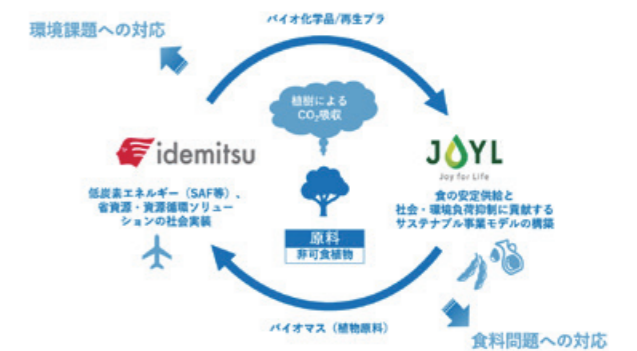 環境課題への対応
バイオ化学品/再生プラ
植樹による
CO₂吸収
idemitsu
JOYL
Joy for Life
低炭素エネルギー（SAF等）、
省資源・資源循環ソリュー
ションの社会実装
食の安定供給と
社会・環境負荷抑制に貢献する
サステナブル事業モデルの構築
原料
非可食植物
バイオマス（植物原料）
食料問題への対応